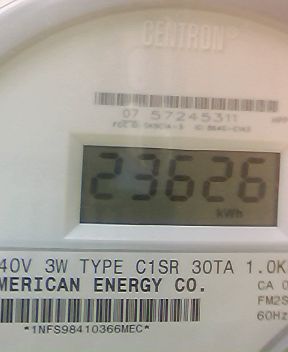 CENTRON
07 57245311
23626
kWh
40V 3W TYPE C1SR 30TA 1.0K
MERICAN ENERGY CO.
CA 0
FM2S
60Hz
*1NFS98410366MEC*